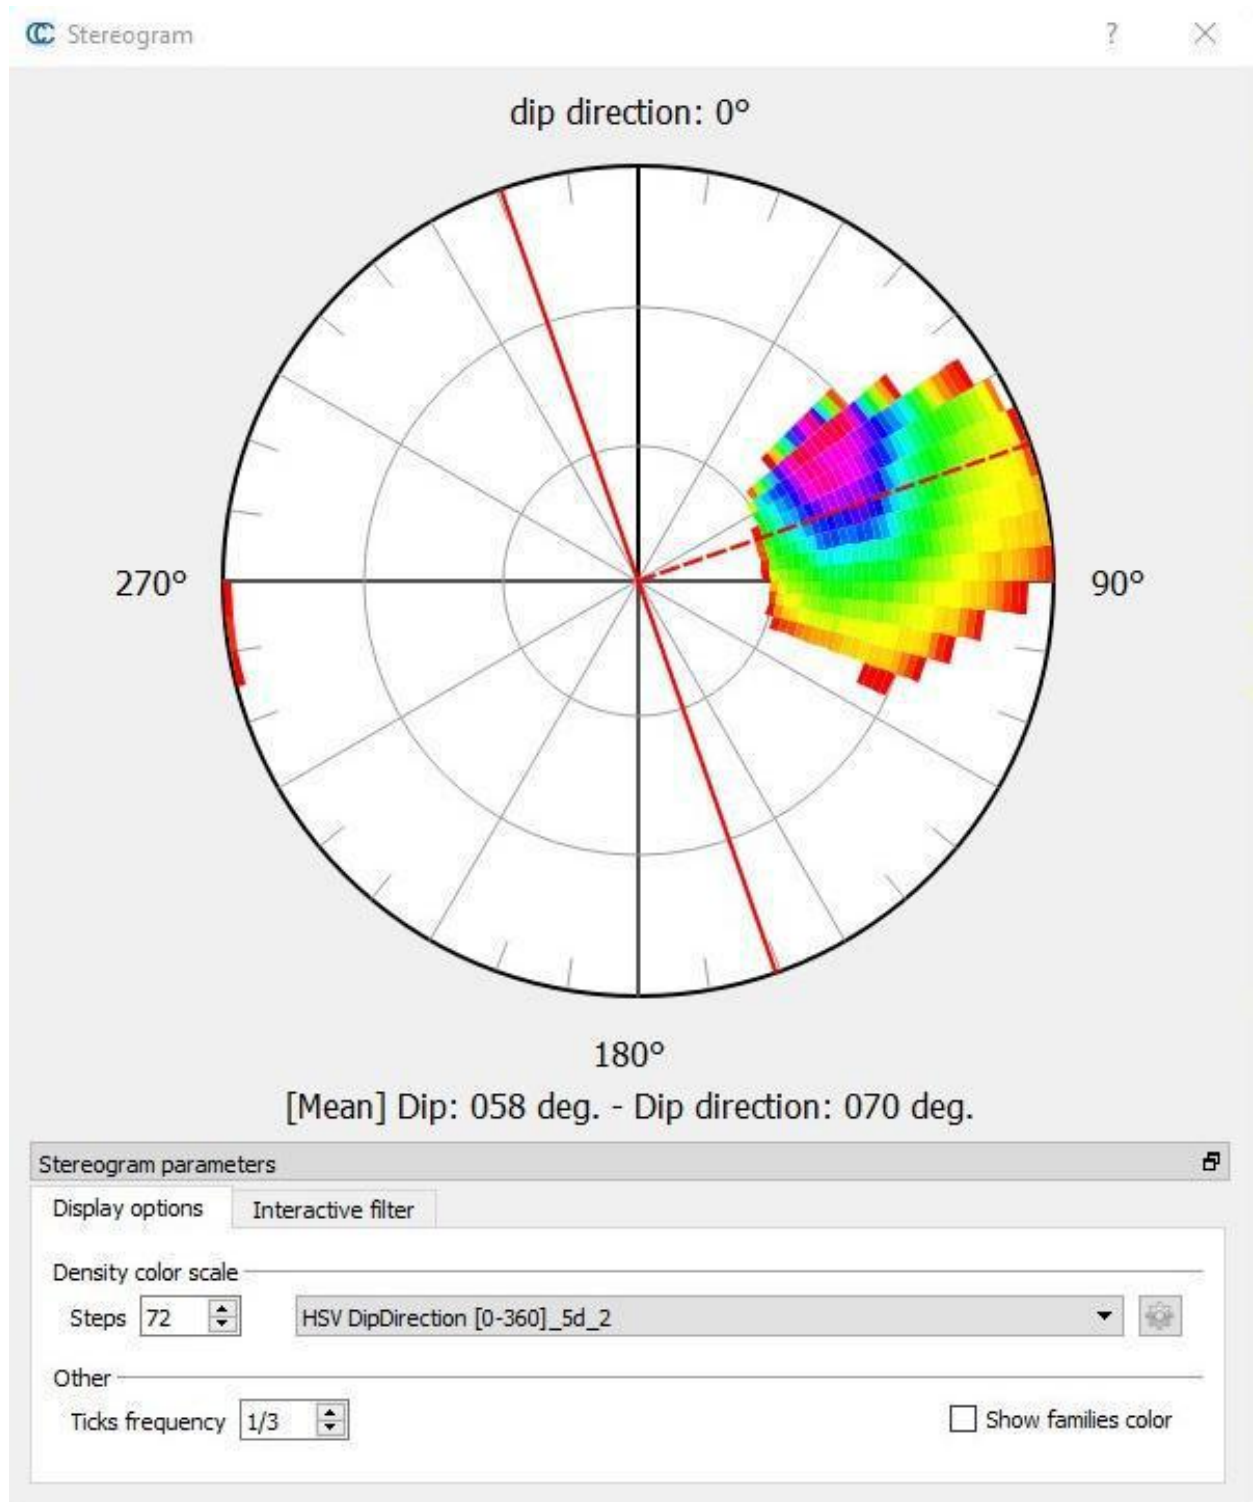 Stereogram
dip direction: 0°
270°
90°
180°
[Mean] Dip: 058 deg. - Dip direction: 070 deg.
Stereogram parameters
Display options
Interactive filter
Density color scale
Steps 72
HSV DipDirection [0-360]_5d_2
Other
Ticks frequency 1/3
Show families color